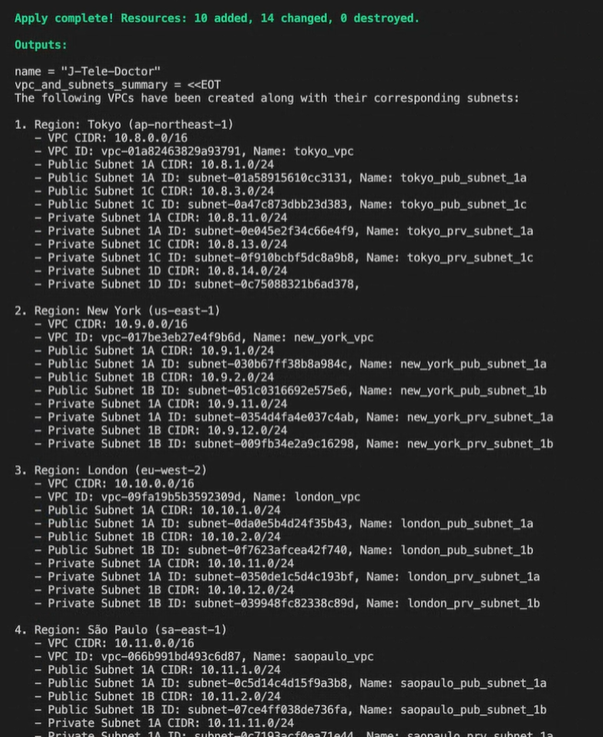 Apply complete! Resources: 10 added, 14 changed, 0 destroyed.
Outputs:
name = "J-Tele-Doctor"
vpc_and_subnets_summary = <<EOT
The following VPCs have been created along with their corresponding subnets:
1. Region: Tokyo (ap-northeast-1)
– VPC CIDR: 10.8.0.0/16
– VPC ID: vpc-01a82463829a93791, Name: tokyo_vpc
– Public Subnet 1A CIDR: 10.8.1.0/24
– Public Subnet 1A ID: subnet-01a58915610cc3131, Name: tokyo_pub_subnet_1a
– Public Subnet 1C CIDR: 10.8.3.0/24
– Public Subnet 1C ID: subnet-0a47c873dbb23d383, Name: tokyo_pub_subnet_1c
– Private Subnet 1A CIDR: 10.8.11.0/24
– Private Subnet 1A ID: subnet-0e045e2f34c66e4f9, Name: tokyo_prv_subnet_1a
– Private Subnet 1C CIDR: 10.8.13.0/24
– Private Subnet 1C ID: subnet-0f910bcbf5dc8a9b8, Name: tokyo_prv_subnet_1c
– Private Subnet 1D CIDR: 10.8.14.0/24
– Private Subnet 1D ID: subnet-0c75088321b6ad378,
2. Region: New York (us-east-1)
– VPC CIDR: 10.9.0.0/16
– VPC ID: vpc-017be3eb27e4f9b6d, Name: new_york_vpc
– Public Subnet 1A CIDR: 10.9.1.0/24
– Public Subnet 1A ID: subnet-030b67ff38b8a984c, Name: new_york_pub_subnet_1a
– Public Subnet 1B CIDR: 10.9.2.0/24
– Public Subnet 1B ID: subnet-051c0316692e575e6, Name: new_york_pub_subnet_1b
– Private Subnet 1A CIDR: 10.9.11.0/24
– Private Subnet 1A ID: subnet-0354d4fa4e037c4ab, Name: new_york_prv_subnet_1a
– Private Subnet 1B CIDR: 10.9.12.0/24
– Private Subnet 1B ID: subnet-009fb34e2a9c16298, Name: new_york_prv_subnet_1b
3. Region: London (eu-west-2)
– VPC CIDR: 10.10.0.0/16
– VPC ID: vpc-09fa19b5b3592309d, Name: london_vpc
– Public Subnet 1A CIDR: 10.10.1.0/24
– Public Subnet 1A ID: subnet-0da0e5b4d24f35b43, Name: london_pub_subnet_1a
– Public Subnet 1B CIDR: 10.10.2.0/24
– Public Subnet 1B ID: subnet-0f7623afcea42f740, Name: london_pub_subnet_1b
– Private Subnet 1A CIDR: 10.10.11.0/24
– Private Subnet 1A ID: subnet-0350de1c5d4c193bf, Name: london_prv_subnet_1a
– Private Subnet 1B CIDR: 10.10.12.0/24
– Private Subnet 1B ID: subnet-039948fc82338c89d, Name: london_prv_subnet_1b
4. Region: São Paulo (sa-east-1)
– VPC CIDR: 10.11.0.0/16
– VPC ID: vpc-066b991bd493c6d87, Name: saopaulo_vpc
– Public Subnet 1A CIDR: 10.11.1.0/24
– Public Subnet 1A ID: subnet-0c5d14c4d15f9a3b8, Name: saopaulo_pub_subnet_1a
– Public Subnet 1B CIDR: 10.11.2.0/24
– Public Subnet 1B ID: subnet-07ce4ff038de736fa, Name: saopaulo_pub_subnet_1b
– Private Subnet 1A CIDR: 10.11.11.0/24
– Private Subnet 1A ID: Name: saopaulo_prv_subnet_1a